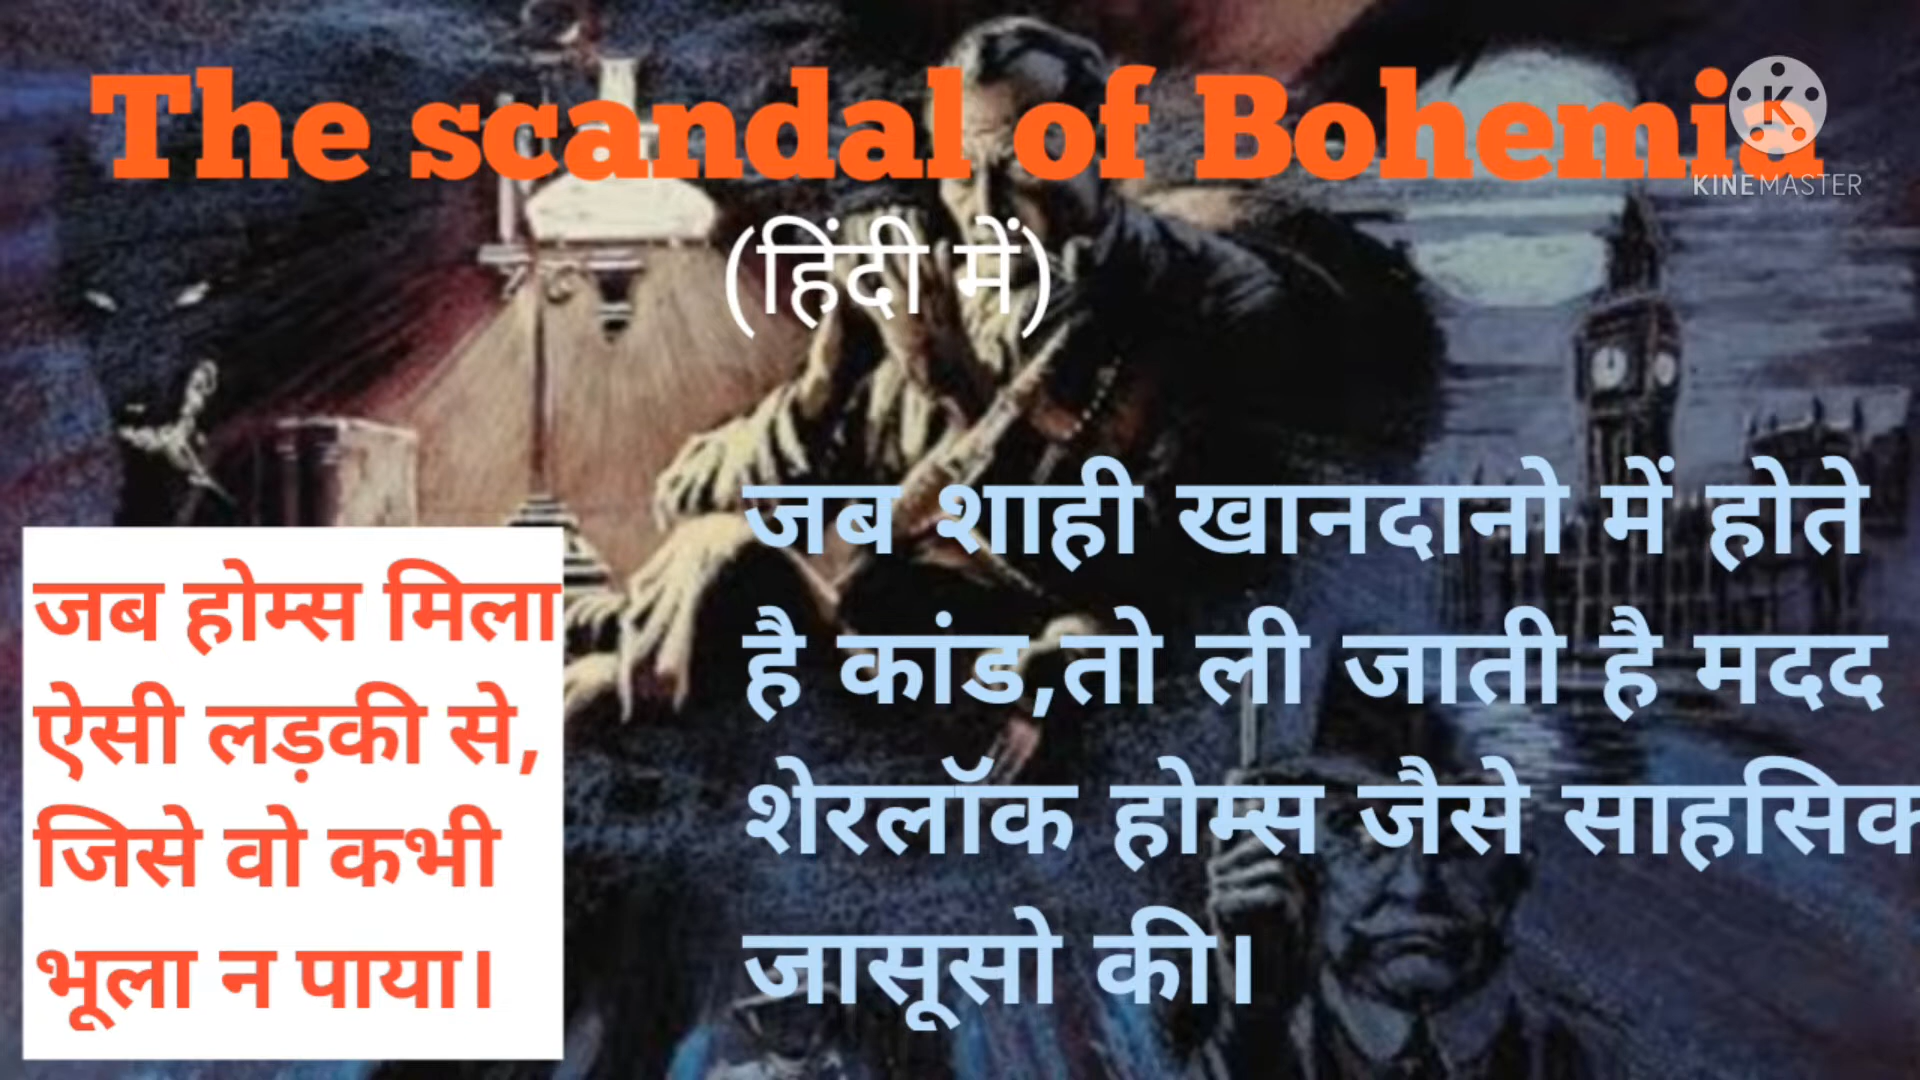 The scandal of Bohemia
KINEMASTER
(हिंदी में)
जब शाही खानदानो में होते
है कांड,तो ली जाती है मदद
शेरलॉक होम्स जैसे साहसिक
जासूसो की।
जब होम्स मिला
ऐसी लड़की से,
जिसे वो कभी
भूला न पाया।